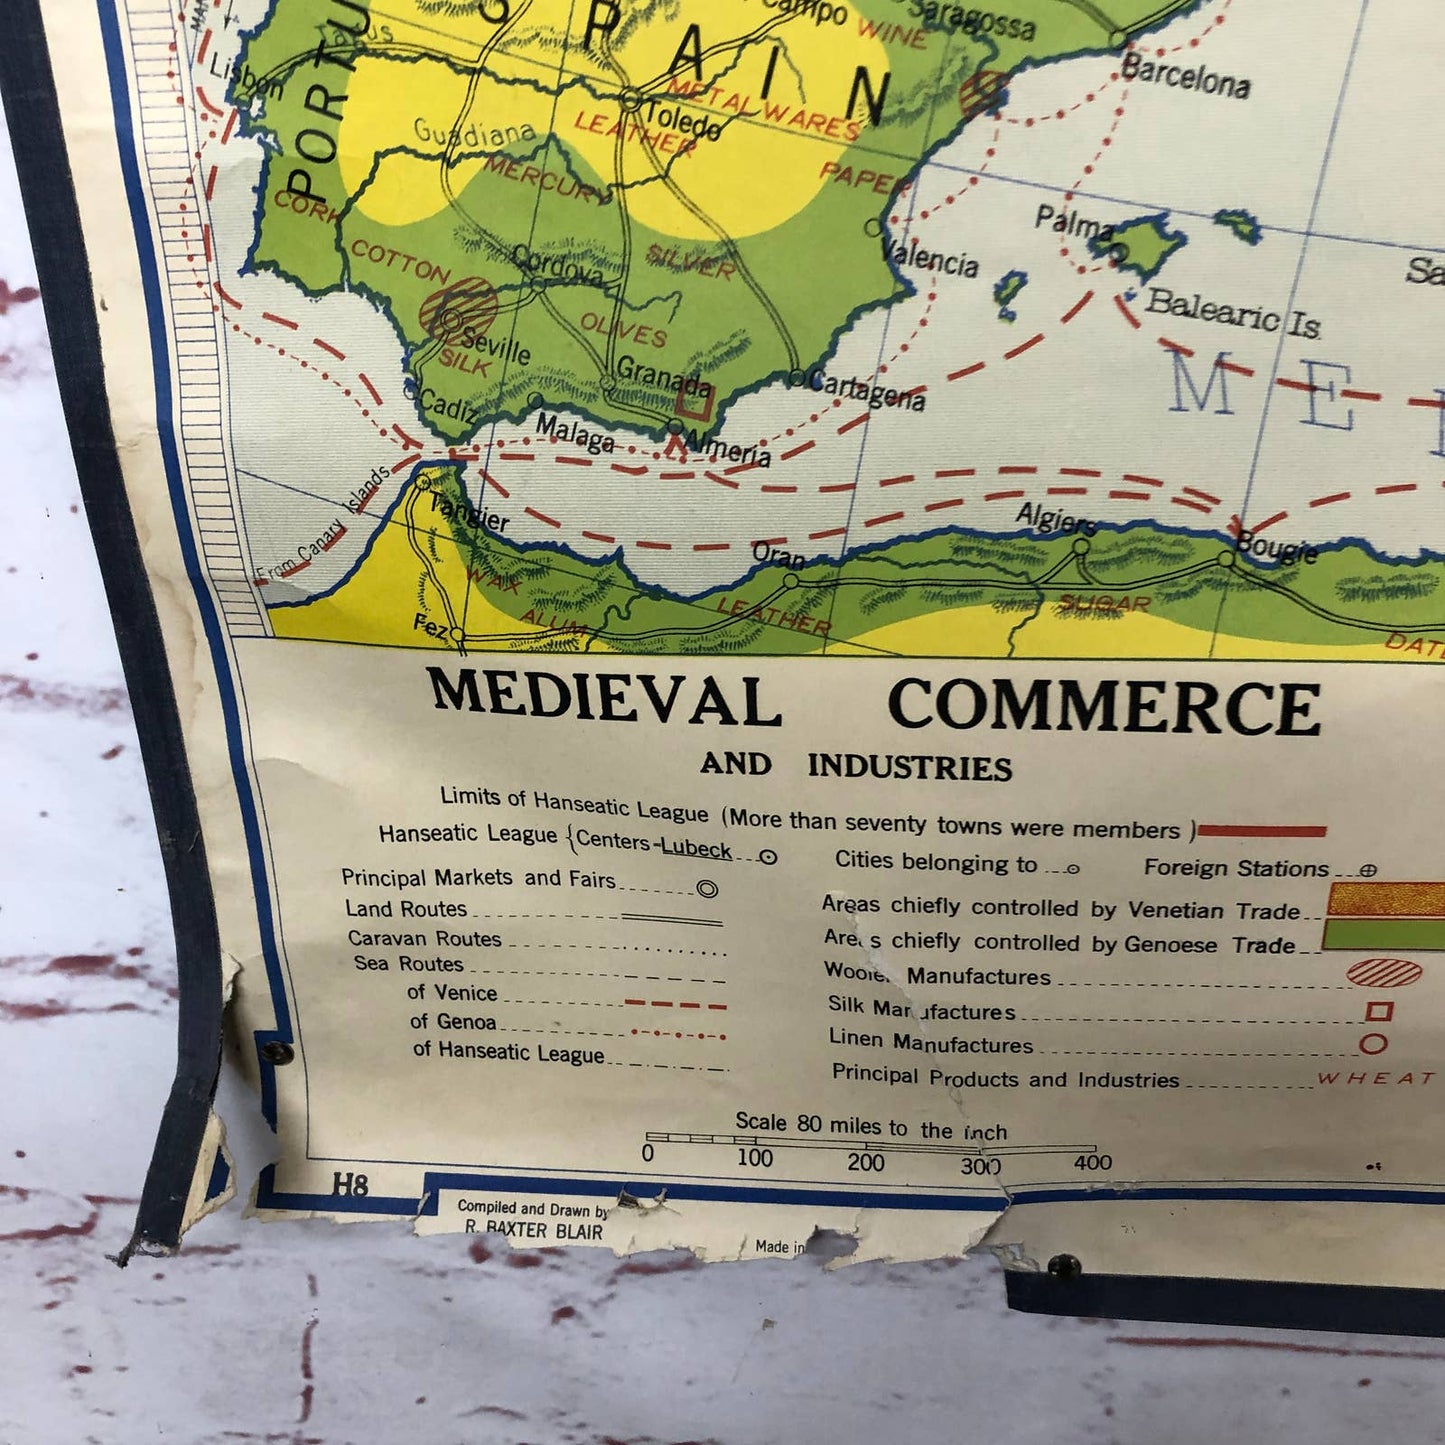 SPAIN
Campo
WINE
Saragossa
Barcelona
Tagus
Lisbon
PORTU
METAL WARES
Toledo
LEATHER
Guadiana
MERCURY
PAPER
CORK
Palma
Valencia
COTTON
Cordova
SILVER
Balearic Is.
Sa
OLIVES
Seville
SILK
Granada
M E
Cadiz
Cartagena
Malaga
Almeria
From Canary Islands
Tangier
Algiers
Oran
Bougie
WAX
ALUM
LEATHER
SUGAR
Fez
DATE
MEDIEVAL COMMERCE
AND INDUSTRIES
Limits of Hanseatic League (More than seventy towns were members )
Hanseatic League {Centers-Lubeck
Cities belonging to
Foreign Stations
Principal Markets and Fairs
Land Routes
Caravan Routes
Sea Routes
of Venice
of Genoa
of Hanseatic League
Areas chiefly controlled by Venetian Trade
Areas chiefly controlled by Genoese Trade
Woolen Manufactures
Silk Manufactures
Linen Manufactures
Principal Products and Industries
WHEAT
Scale 80 miles to the inch
0 100 200 300 400
H8
Compiled and Drawn by
R. BAXTER BLAIR
Made in